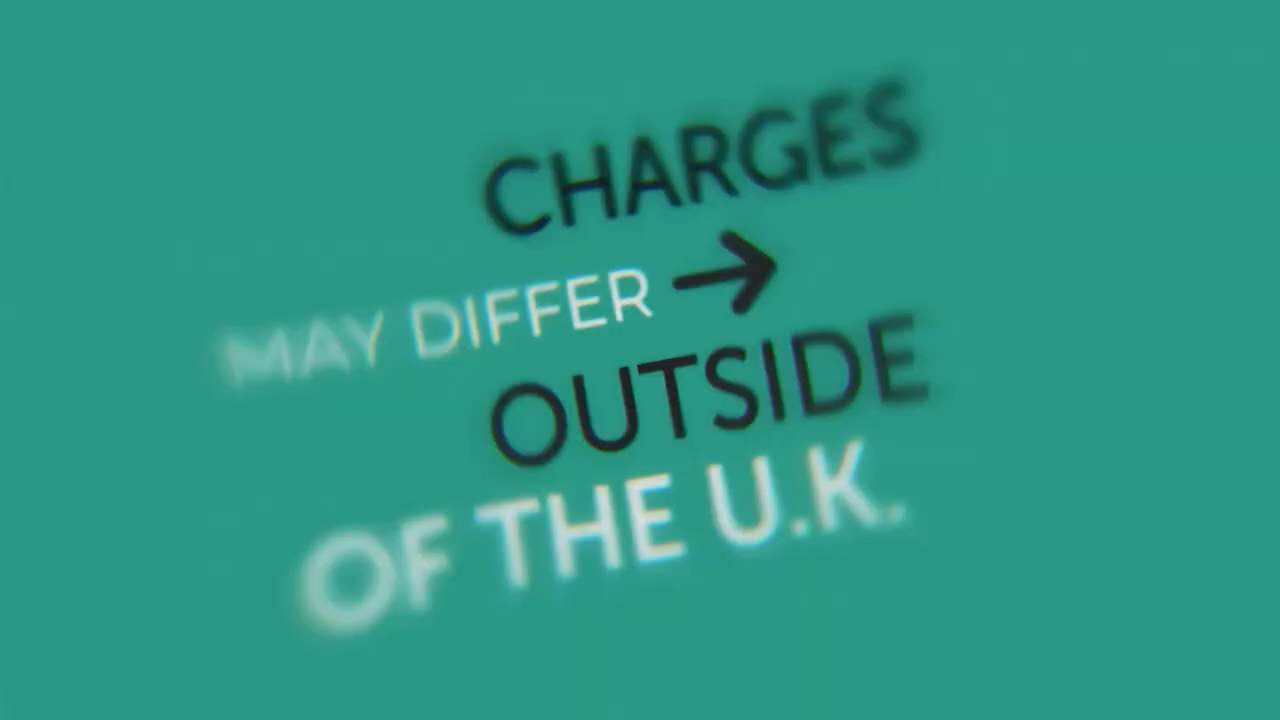 CHARGES
MAY DIFFER →
OUTSIDE
OF THE U.K.